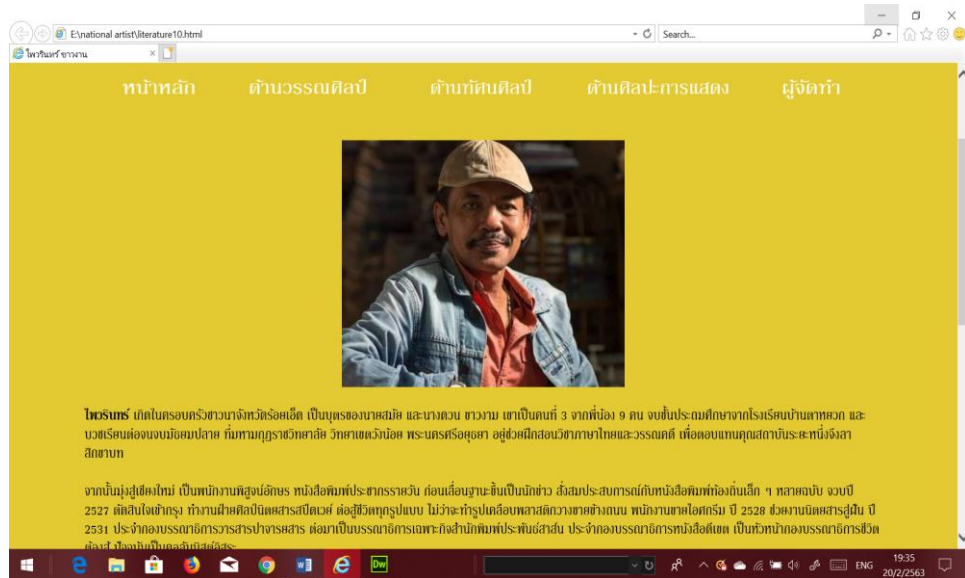 E:\national artist\literature10.html
Search...
ไพวรินทร์ ขาวงาม
หน้าหลัก ด้านวรรณศิลป์ ด้านทัศนศิลป์ ด้านศิลปะการแสดง ผู้จัดทำ
ไพวรินทร์ เกิดในครอบครัวชาวนาจังหวัดร้อยเอ็ด เป็นบุตรของนายสมัย และนางดวน ขาวงาม เขาเป็นคนที่ 3 จากพี่น้อง 9 คน จบชั้นประถมศึกษาจากโรงเรียนบ้านตาหยวก และ
บวชเรียนต่อจนจบมัธยมปลาย ที่มหามกุฏราชวิทยาลัย วิทยาเขตวังน้อย พระนครศรีอยุธยา อยู่ช่วยฝึกสอนวิชาภาษาไทยและวรรณคดี เพื่อตอบแทนคุณสถาบันระยะหนึ่งจึงลา
สิกขาบท
จากนั้นมุ่งสู่เชียงใหม่ เป็นพนักงานพิสูจน์อักษร หนังสือพิมพ์ประชากรรายวัน ก่อนเลื่อนฐานะขึ้นเป็นนักข่าว สั่งสมประสบการณ์กับหนังสือพิมพ์ท้องถิ่นเล็ก ๆ หลายฉบับ จวบปี
2527 ตัดสินใจเข้ากรุง ทำงานฝ่ายศิลป์นิตยสารสปีดเวย์ ต่อสู้ชีวิตทุกรูปแบบ ไม่ว่าจะทำรูปเคลือบพลาสติกวางขายข้างถนน พนักงานขายไอศกรีม ปี 2528 ช่วยงานนิตยสารสู่ฝัน ปี
2531 ประจำกองบรรณาธิการวารสารปาจารยสาร ต่อมาเป็นบรรณาธิการเฉพาะกิจสำนักพิมพ์ประพันธ์สาส์น ประจำกองบรรณาธิการหนังสือดีเขต เป็นหัวหน้ากองบรรณาธิการชีวิต
ต้องสู้ ปัจจุบันเป็นคอลัมนิสต์อิสระ
ENG
19:35
20/2/2563